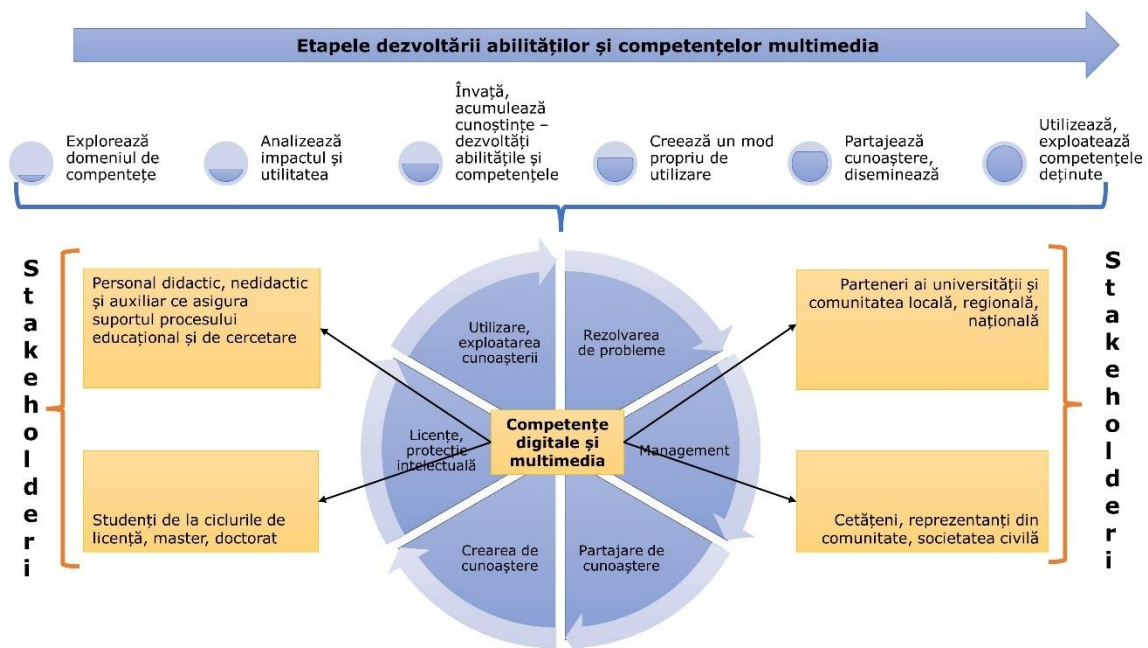 Etapele dezvoltării abilităților și competențelor multimedia
Explorează
domeniul de
compentețe
Analizează
impactul și
utilitatea
Învață,
acumulează
cunoștințe –
dezvoltăți
abilitățile și
competențele
Creează un mod
propriu de
utilizare
Partajează
cunoaștere,
diseminează
Utilizează,
exploatează
competențele
deținute
Stakeholderi
Personal didactic, nedidactic
și auxiliar ce asigura
suportul procesului
educațional și de cercetare
Studenți de la ciclurile de
licență, master, doctorat
Utilizare,
exploatarea
cunoașterii
Rezolvarea
de probleme
Licențe,
protecție
intelectuală
Competențe
digitale și
multimedia
Management
Crearea de
cunoaștere
Partajare de
cunoaștere
Parteneri ai universității și
comunitatea locală, regională,
națională
Cetățeni, reprezentanți din
comunitate, societatea civilă
Stakeholderi